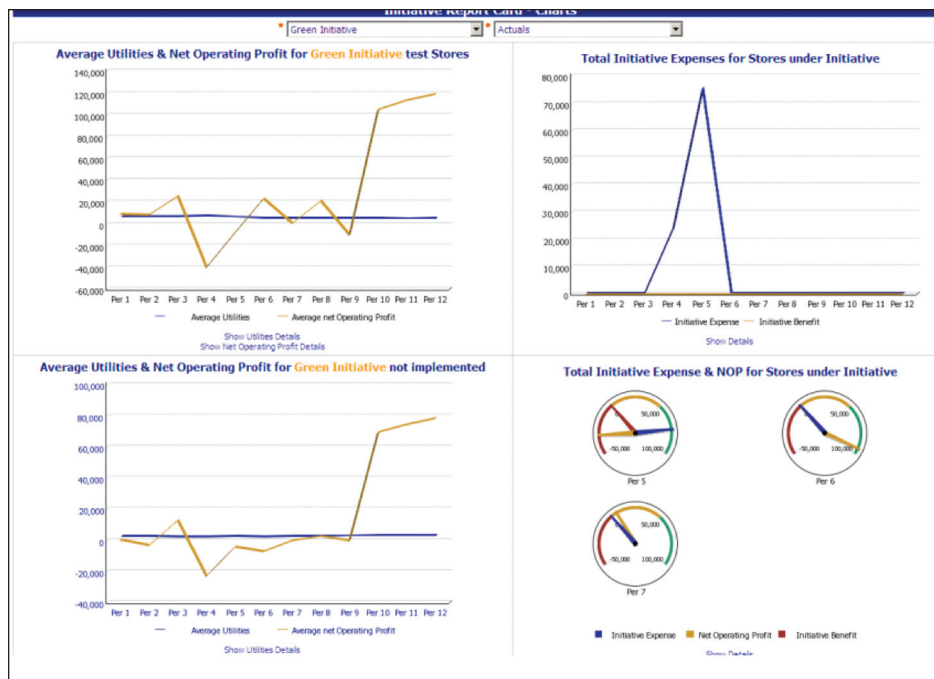 Initiative Report Card - Charts
* Green Initiative * Actuals
Average Utilities & Net Operating Profit for Green Initiative test Stores
140,000
120,000
100,000
80,000
60,000
40,000
20,000
0
-20,000
-40,000
-60,000
Per 1 Per 2 Per 3 Per 4 Per 5 Per 6 Per 7 Per 8 Per 9 Per 10 Per 11 Per 12
Average Utilities Average net Operating Profit
Show Utilities Details
Show Net Operating Profit Details
Total Initiative Expenses for Stores under Initiative
80,000
70,000
60,000
50,000
40,000
30,000
20,000
10,000
0
Per 1 Per 2 Per 3 Per 4 Per 5 Per 6 Per 7 Per 8 Per 9 Per 10 Per 11 Per 12
Initiative Expense Initiative Benefit
Show Details
Average Utilities & Net Operating Profit for Green Initiative not implemented
100,000
80,000
60,000
40,000
20,000
0
-20,000
-40,000
Per 1 Per 2 Per 3 Per 4 Per 5 Per 6 Per 7 Per 8 Per 9 Per 10 Per 11 Per 12
Average Utilities Average net Operating Profit
Show Utilities Details
Total Initiative Expense & NOP for Stores under Initiative
0 50,000
-50,000 100,000
Per 5
0 50,000
-50,000 100,000
Per 6
0 50,000
-50,000 100,000
Per 7
Initiative Expense Net Operating Profit Initiative Benefit
Show Details